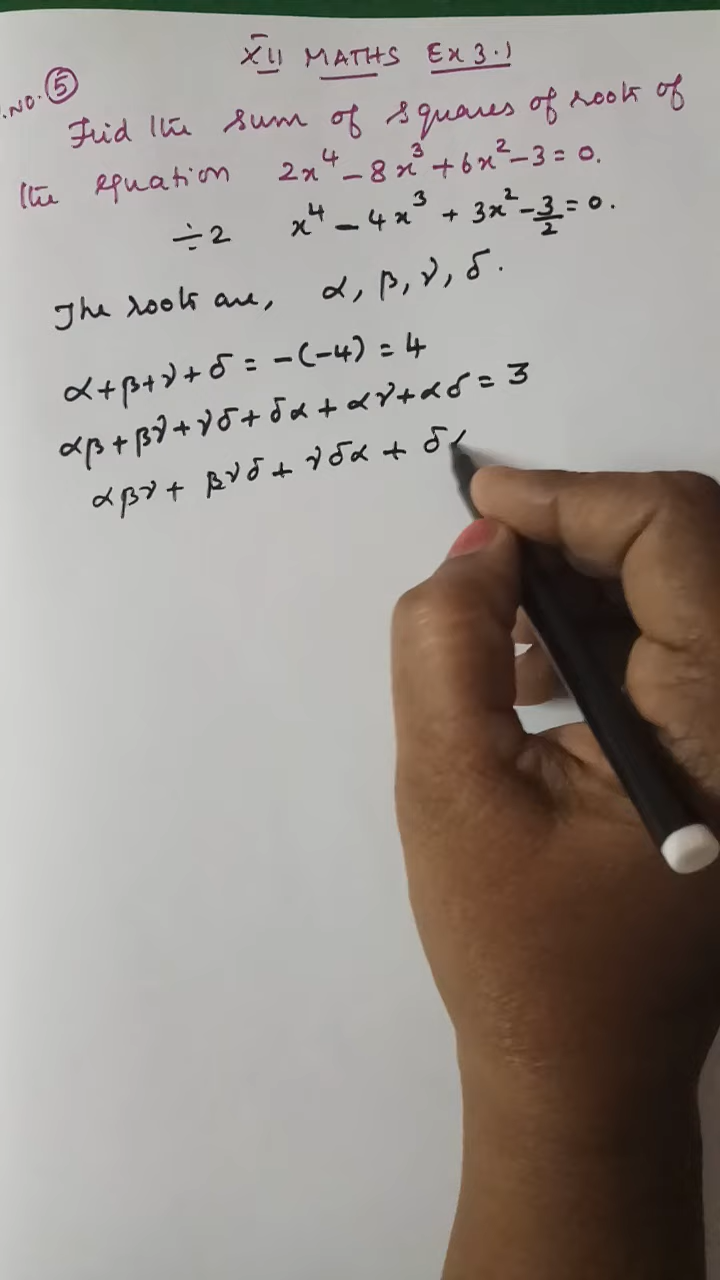 XII MATHS Ex 3.1
.NO. ⑤
Find the sum of squares of roots of
the equation 2x⁴ - 8x³ + 6x² - 3 = 0.
÷2 x⁴ - 4x³ + 3x² - 3/2 = 0.
The roots are, α, β, γ, δ.
α+β+γ+δ = -(-4) = 4
αβ + βγ + γδ + δα + αγ + αδ = 3
αβγ + βγδ + γδα + δα